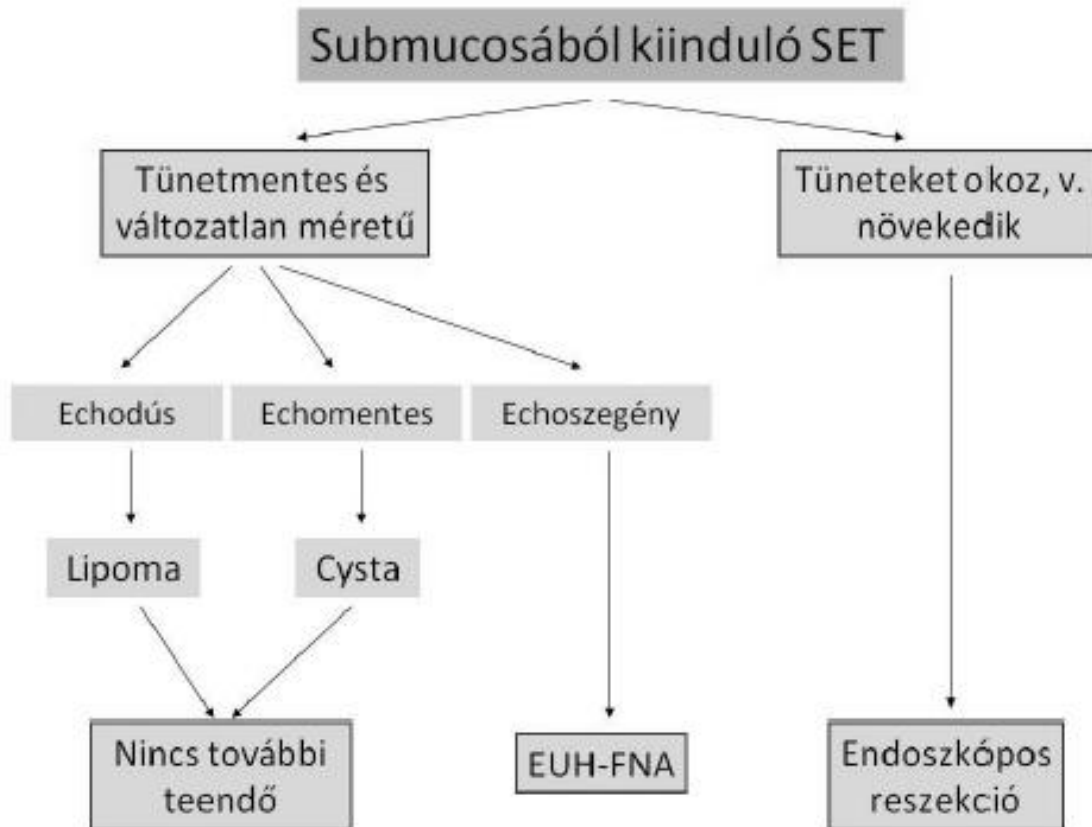 Submucosából kiinduló SET
Tünetmentes és
változatlan méretű
Tüneteket okoz, v.
növekedik
Echodús
Echomentes
Echoszegény
Lipoma
Cysta
Nincs további
teendő
EUH-FNA
Endoszkópos
reszekció